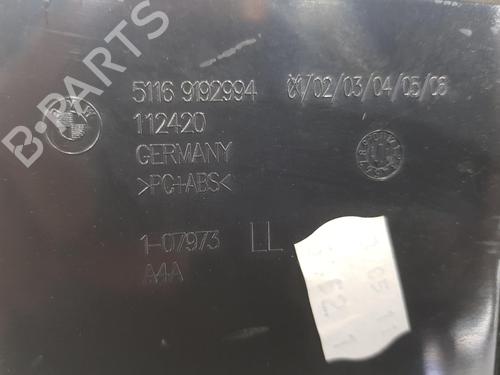 B-PARTS
5116 9192994 01/02/03/04/05/06
112420
GERMANY
>PC+ABS<
1-07973 LL
A4A